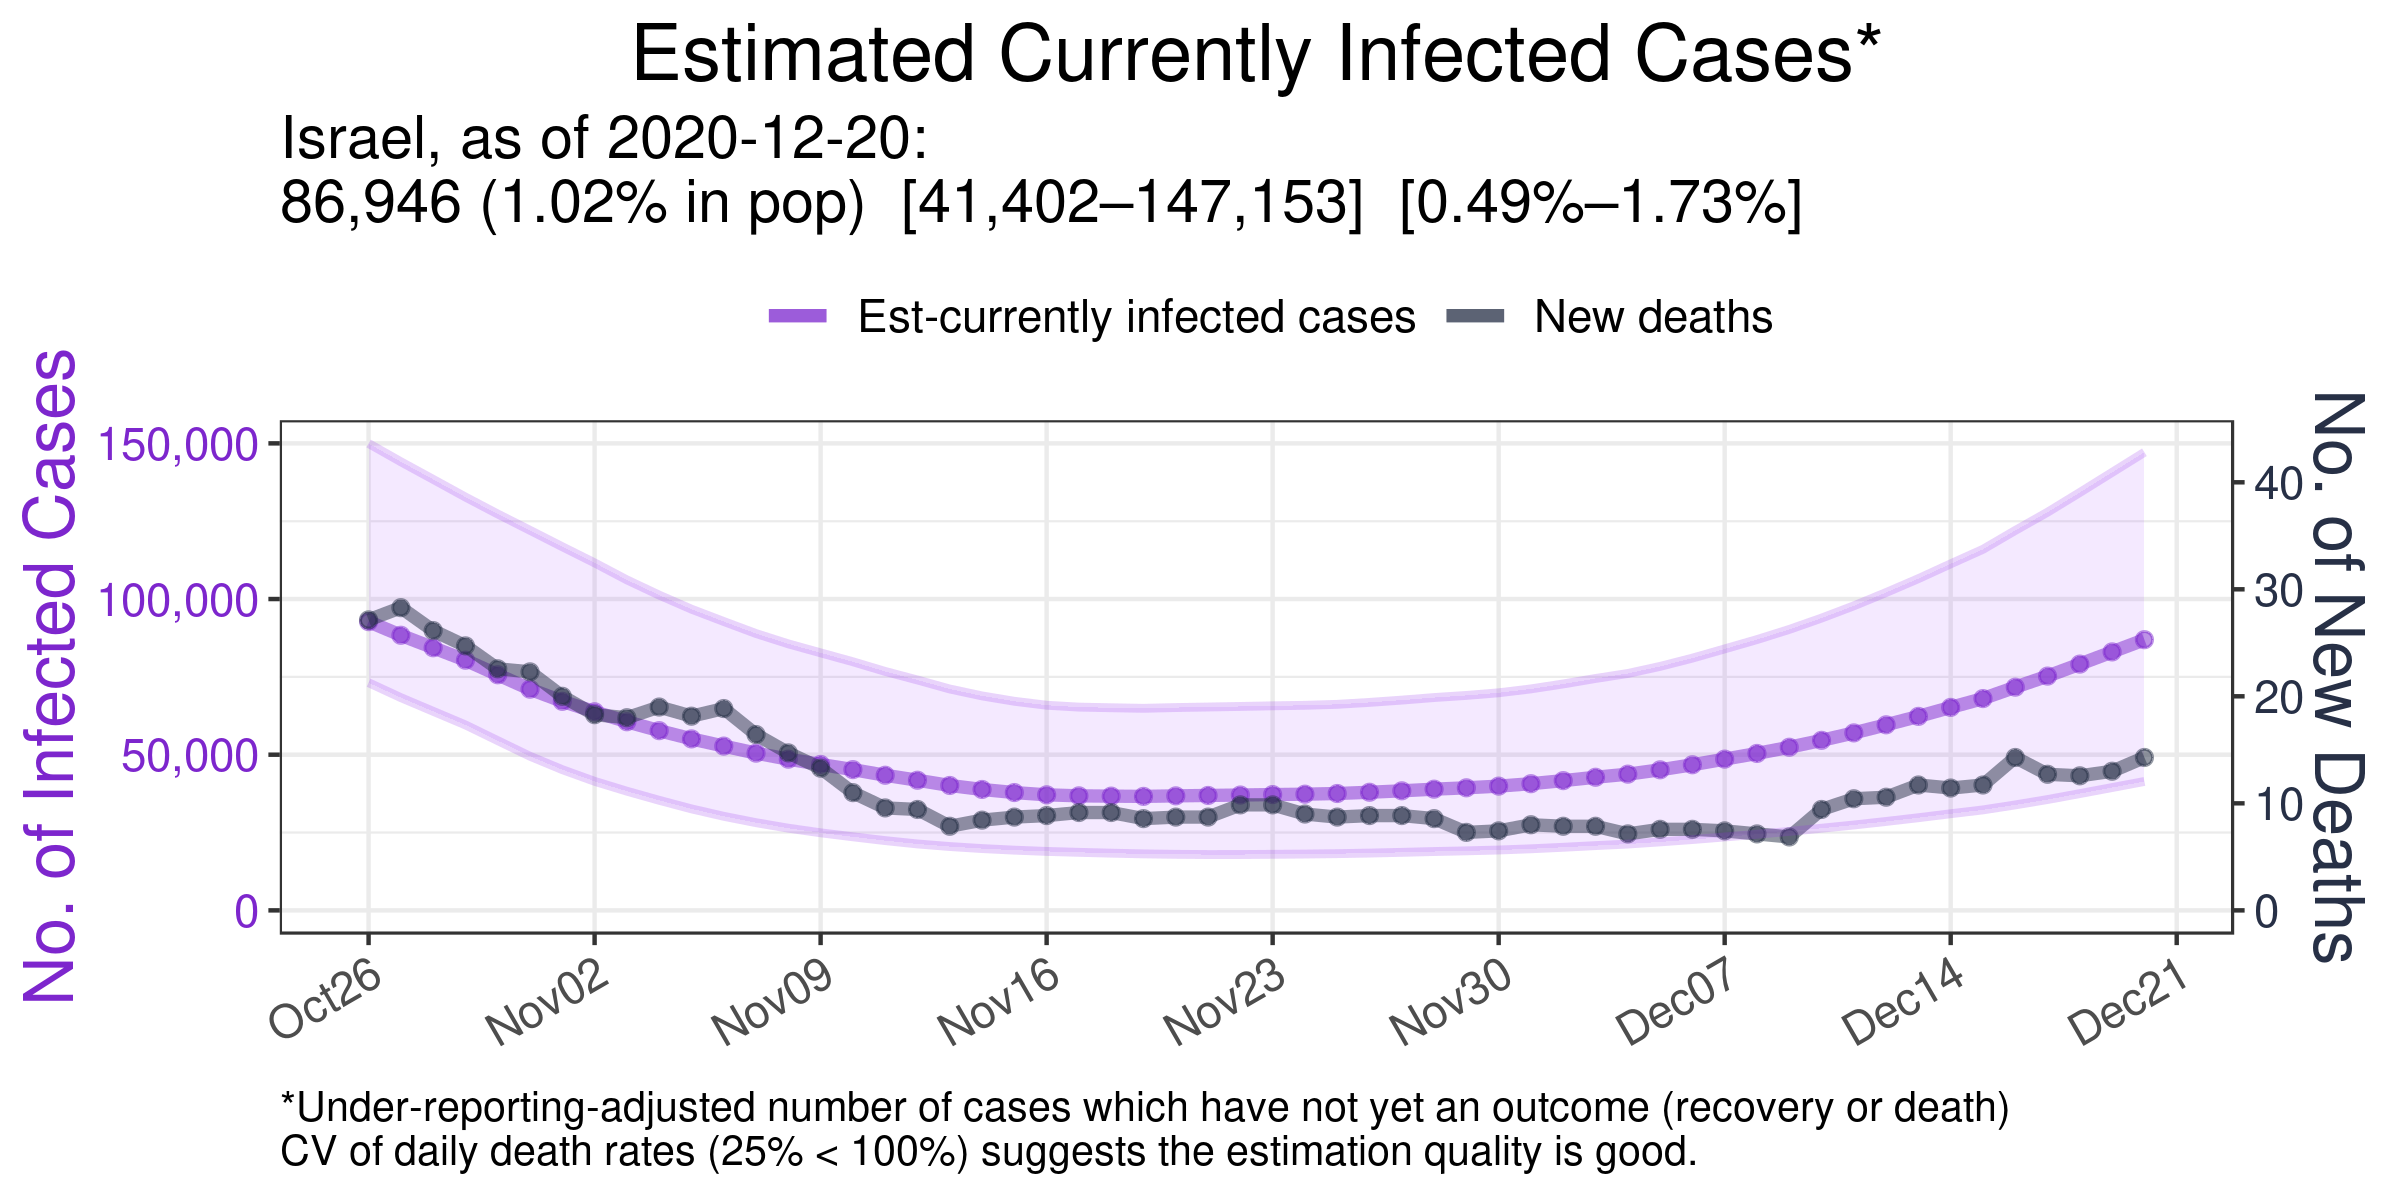 Estimated Currently Infected Cases*
Israel, as of 2020-12-20:
86,946 (1.02% in pop)  [41,402–147,153]  [0.49%–1.73%]
Est-currently infected cases
New deaths
No. of Infected Cases
150,000
100,000
50,000
0
No. of New Deaths
40
30
20
10
0
Oct26
Nov02
Nov09
Nov16
Nov23
Nov30
Dec07
Dec14
Dec21
*Under-reporting-adjusted number of cases which have not yet an outcome (recovery or death)
CV of daily death rates (25% < 100%) suggests the estimation quality is good.